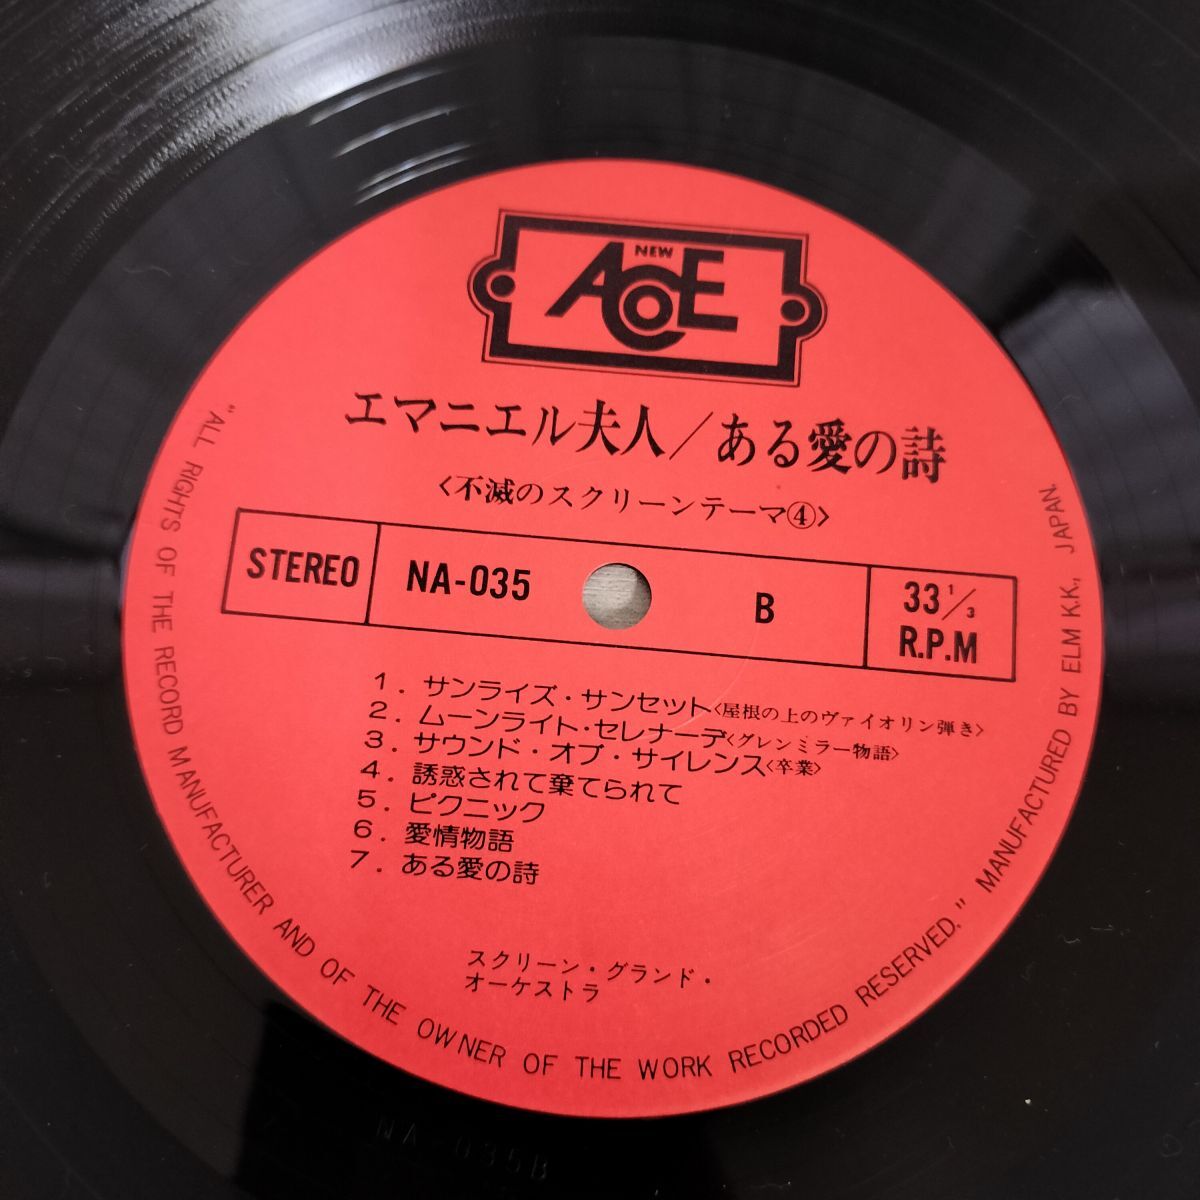 NEW
ACE
Co
エマニエル夫人/ある愛の詩
〈不滅のスクリーンテーマ④〉
STEREO NA-035 B 33 1/3 R.P.M
1. サンライズ・サンセット〈屋根の上のヴァイオリン弾き〉
2. ムーンライト・セレナーデ〈グレンミラー物語〉
3. サウンド・オブ・サイレンス〈卒業〉
4. 誘惑されて棄てられて
5. ピクニック
6. 愛情物語
7. ある愛の詩
スクリーン・グランド・
オーケストラ
"ALL RIGHTS OF THE RECORD MANUFACTURER AND OF THE OWNER OF THE WORK RECORDED RESERVED." MANUFACTURED BY ELM K.K., JAPAN.
NA-035B